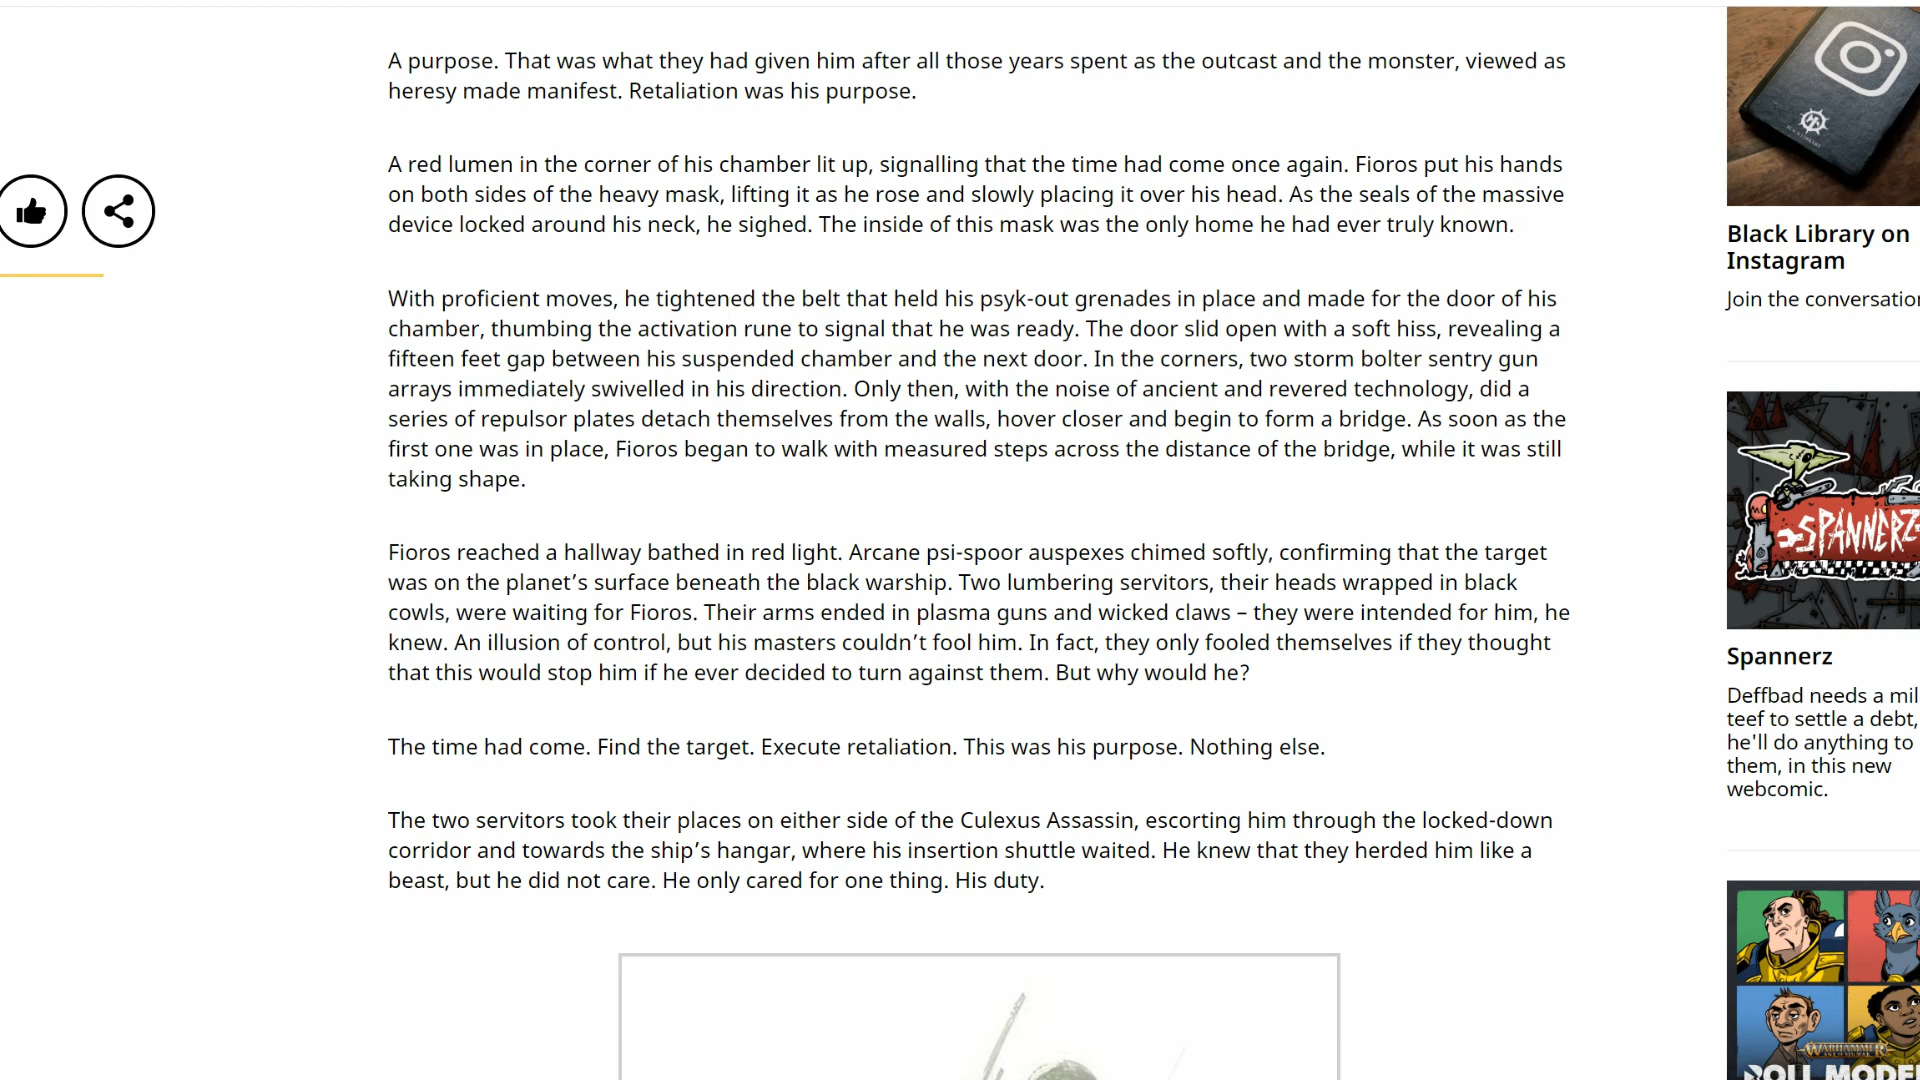 A purpose. That was what they had given him after all those years spent as the outcast and the monster, viewed as
heresy made manifest. Retaliation was his purpose.
A red lumen in the corner of his chamber lit up, signalling that the time had come once again. Fioros put his hands
on both sides of the heavy mask, lifting it as he rose and slowly placing it over his head. As the seals of the massive
device locked around his neck, he sighed. The inside of this mask was the only home he had ever truly known.
With proficient moves, he tightened the belt that held his psyk-out grenades in place and made for the door of his
chamber, thumbing the activation rune to signal that he was ready. The door slid open with a soft hiss, revealing a
fifteen feet gap between his suspended chamber and the next door. In the corners, two storm bolter sentry gun
arrays immediately swivelled in his direction. Only then, with the noise of ancient and revered technology, did a
series of repulsor plates detach themselves from the walls, hover closer and begin to form a bridge. As soon as the
first one was in place, Fioros began to walk with measured steps across the distance of the bridge, while it was still
taking shape.
Fioros reached a hallway bathed in red light. Arcane psi-spoor auspexes chimed softly, confirming that the target
was on the planet’s surface beneath the black warship. Two lumbering servitors, their heads wrapped in black
cowls, were waiting for Fioros. Their arms ended in plasma guns and wicked claws – they were intended for him, he
knew. An illusion of control, but his masters couldn’t fool him. In fact, they only fooled themselves if they thought
that this would stop him if he ever decided to turn against them. But why would he?
The time had come. Find the target. Execute retaliation. This was his purpose. Nothing else.
The two servitors took their places on either side of the Culexus Assassin, escorting him through the locked-down
corridor and towards the ship’s hangar, where his insertion shuttle waited. He knew that they herded him like a
beast, but he did not care. He only cared for one thing. His duty.
Black Library on
Instagram
Join the conversation
SPANNERZ
Spannerz
Deffbad needs a mil
teef to settle a debt,
he'll do anything to
them, in this new
webcomic.
WARHAMMER
ROLL MODE